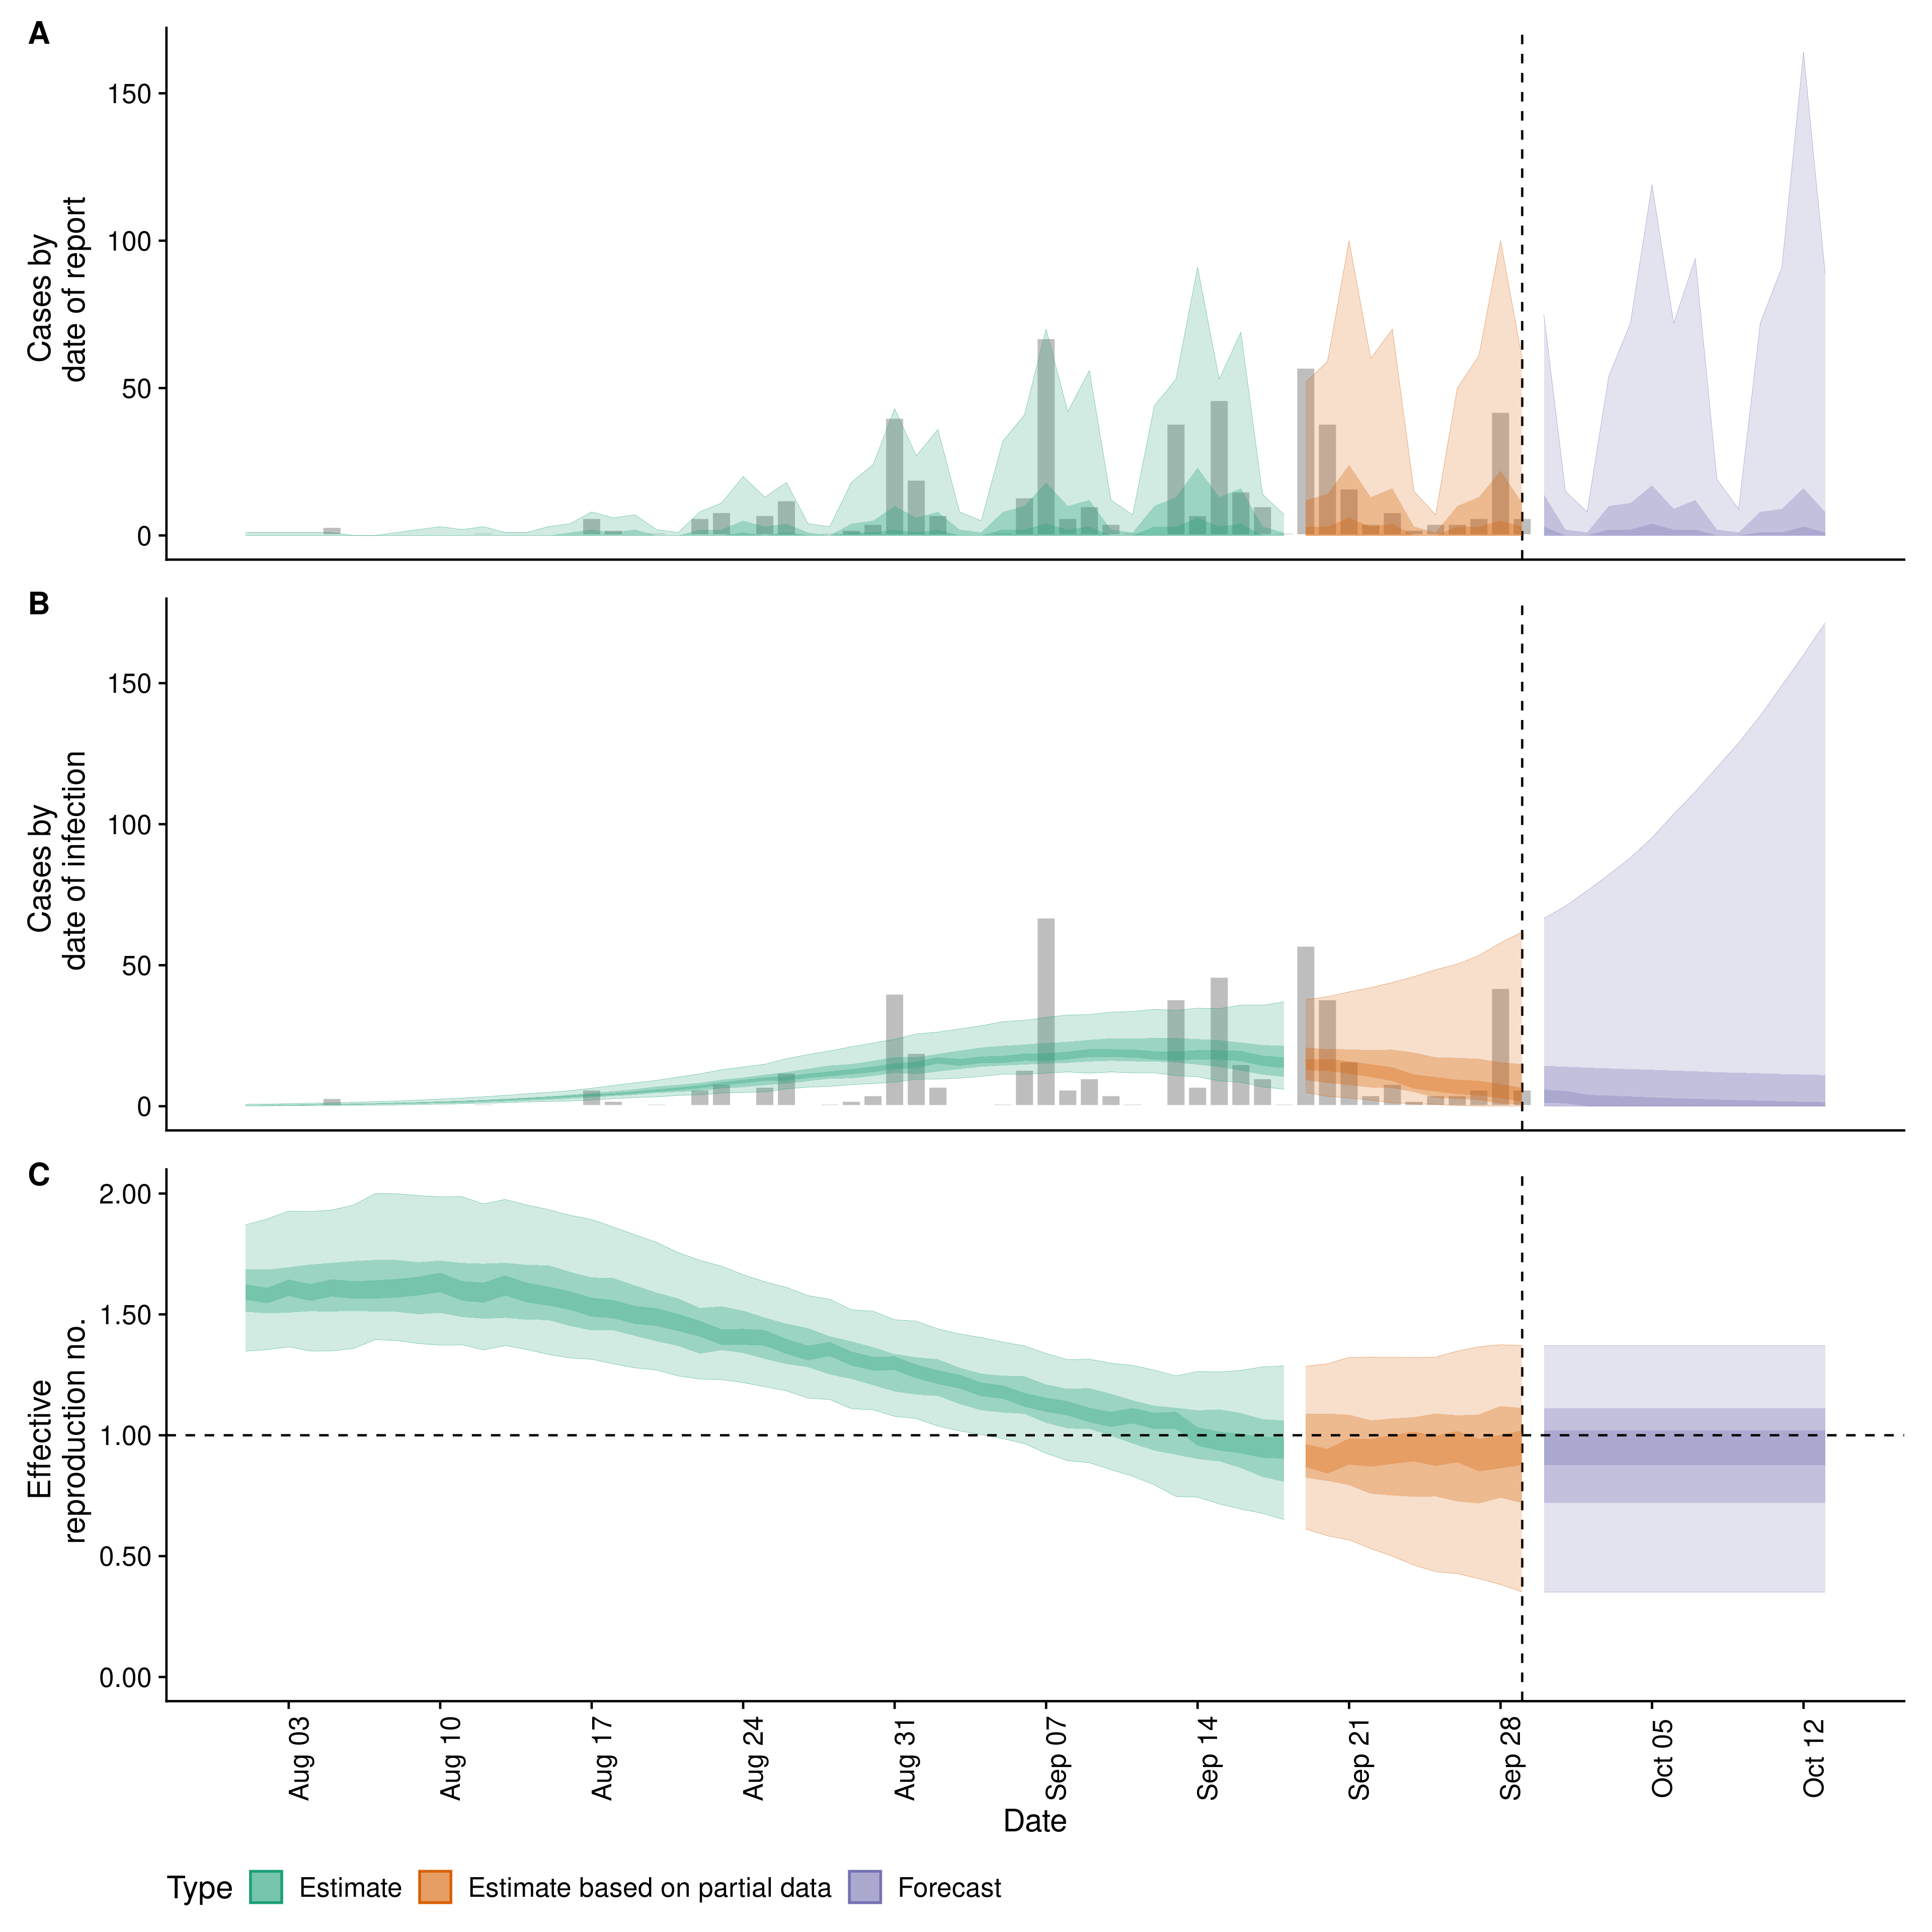 A
150
100
50
0
Cases by
date of report
B
150
100
50
0
Cases by
date of infection
C
2.00
1.50
1.00
0.50
0.00
Effective
reproduction no.
Aug 03
Aug 10
Aug 17
Aug 24
Aug 31
Sep 07
Sep 14
Sep 21
Sep 28
Oct 05
Oct 12
Date
Type Estimate Estimate based on partial data Forecast